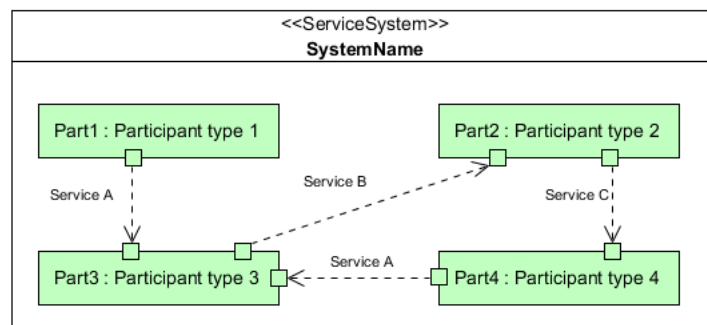 <<ServiceSystem>>
SystemName
Part1 : Participant type 1
Part2 : Participant type 2
Service A
Service B
Service C
Part3 : Participant type 3
Service A
Part4 : Participant type 4